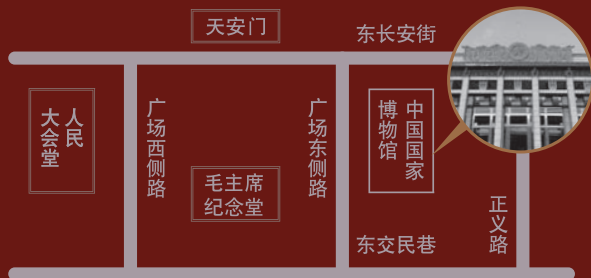 天安门
东长安街
人民
大会堂
广场西侧路
毛主席
纪念堂
广场东侧路
中国国家
博物馆
正义路
东交民巷